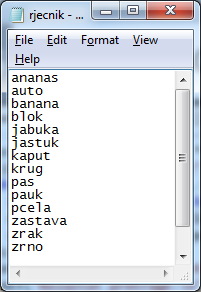 rjecnik - ...
File Edit Format View
Help
ananas
auto
banana
blok
jabuka
jastuk
kaput
krug
pas
pauk
pcela
zastava
zrak
zrno